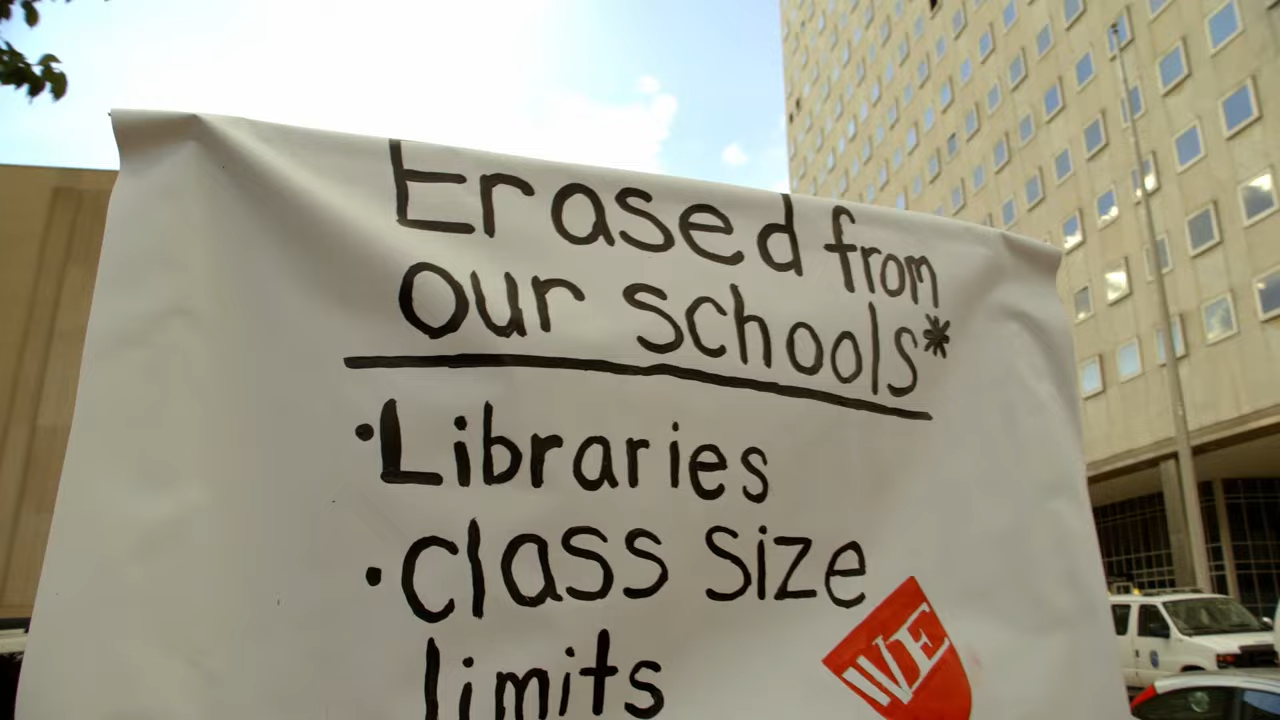 Erased from
our schools*
·Libraries
·class size
limits
WE